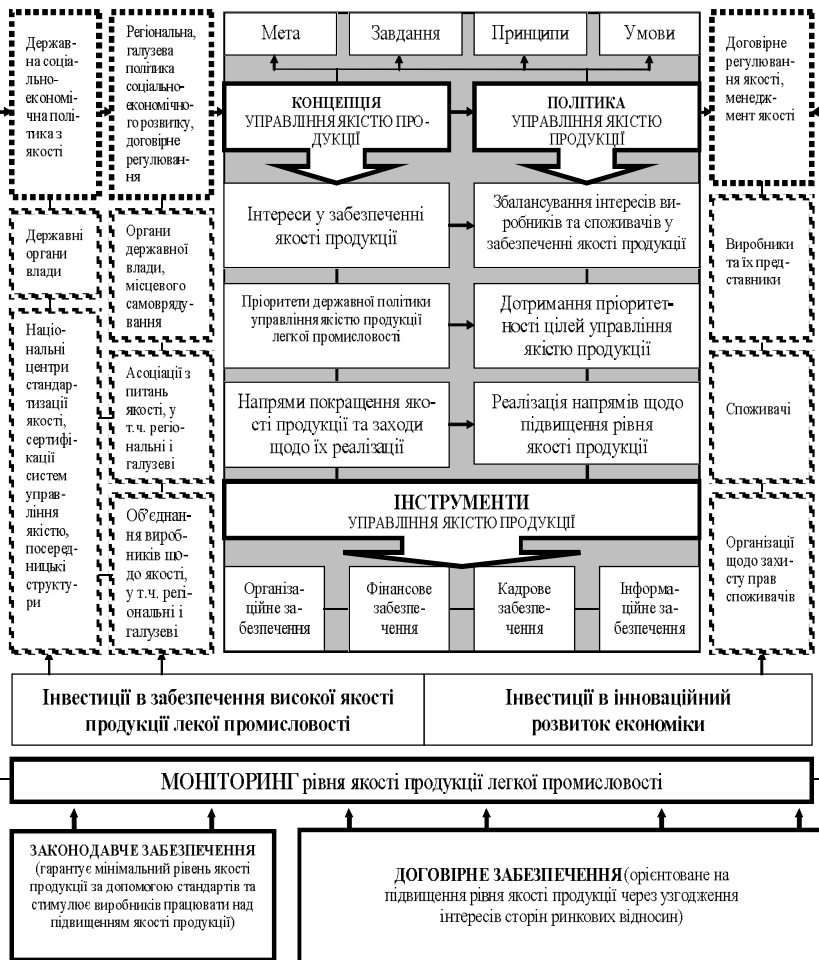 Держав-
на соці-
ально-
економі-
чна полі-
тика з
якості
Регіональна,
галузева
політика
соціально-
економічно-
го розвитку,
договірне
регулюван-
ня
Мета
Завдання
Принципи
Умови
Договірне
регулюван-
ня якості,
менедж-
мент якості
КОНЦЕПЦІЯ
УПРАВЛІННЯ ЯКІСТЮ ПРО-
ДУКЦІЇ
ПОЛІТИКА
УПРАВЛІННЯ ЯКІСТЮ
ПРОДУКЦІЇ
Інтереси у забезпеченні
якості продукції
Збалансування інтересів ви-
робників та споживачів у
забезпеченні якості продукції
Державні
органи
влади
Органи
державної
влади,
місцевого
самовряду-
вання
Виробники
та їх пред-
ставники
Пріоритети державної політики
управління якістю продукції
легкої промисловості
Дотримання пріоритет-
ності цілей управління
якістю продукції
Націо-
нальні
центри
стандар-
тизації
якості,
сертифі-
кації
систем
управ-
ління
якістю,
посеред-
ницькі
структу-
ри
Асоціації з
питань
якості, у
т.ч. регіо-
нальні і
галузеві
Напрями покращення яко-
сті продукції та заходи
щодо їх реалізації
Реалізація напрямів щодо
підвищення рівня
якості продукції
Споживачі
ІНСТРУМЕНТИ
УПРАВЛІННЯ ЯКІСТЮ ПРОДУКЦІЇ
Об’єднан-
ня вироб-
ників що-
до якості,
у т.ч. регі-
ональні і
галузеві
Організа-
ційне за-
безпечення
Фінансове
забезпе-
чення
Кадрове
забезпе-
чення
Інформа-
ційне за-
безпечення
Організації
щодо захи-
сту прав
споживачів
Інвестиції в забезпечення високої якості
продукції лекої промисловості
Інвестиції в інноваційний
розвиток економіки
МОНІТОРИНГ рівня якості продукції легкої промисловості
ЗАКОНОДАВЧЕ ЗАБЕЗПЕЧЕННЯ
(гарантує мінімальний рівень якості
продукції за допомогою стандартів та
стимулює виробників працювати над
підвищенням якості продукції)
ДОГОВІРНЕ ЗАБЕЗПЕЧЕННЯ (орієнтоване на
підвищення рівня якості продукції через узгодження
інтересів сторін ринкових відносин)